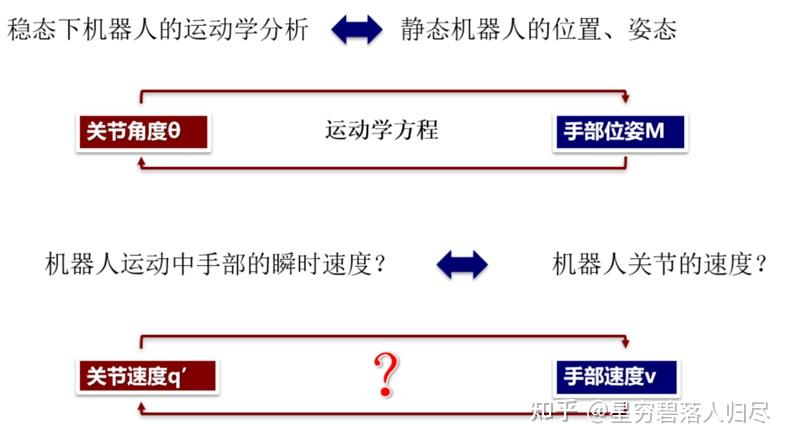 稳态下机器人的运动学分析 静态机器人的位置、姿态
关节角度θ 运动学方程 手部位姿M
机器人运动中手部的瞬时速度？ 机器人关节的速度？
关节速度q′ ？ 手部速度v
知乎 @星穷碧落人归尽